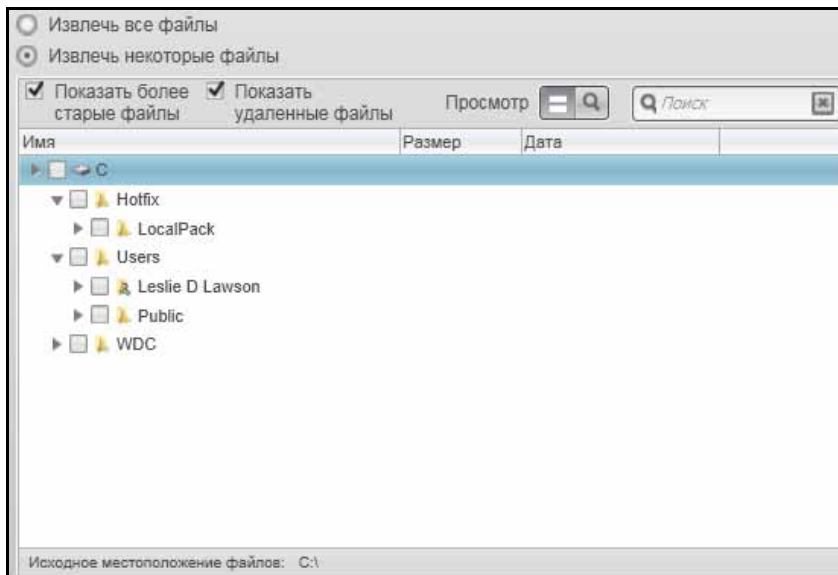 Извлечь все файлы
Извлечь некоторые файлы
Показать более старые файлы
Показать удаленные файлы
Просмотр
Поиск
Имя Размер Дата
C
Hotfix
LocalPack
Users
Leslie D Lawson
Public
WDC
Исходное местоположение файлов: C:\